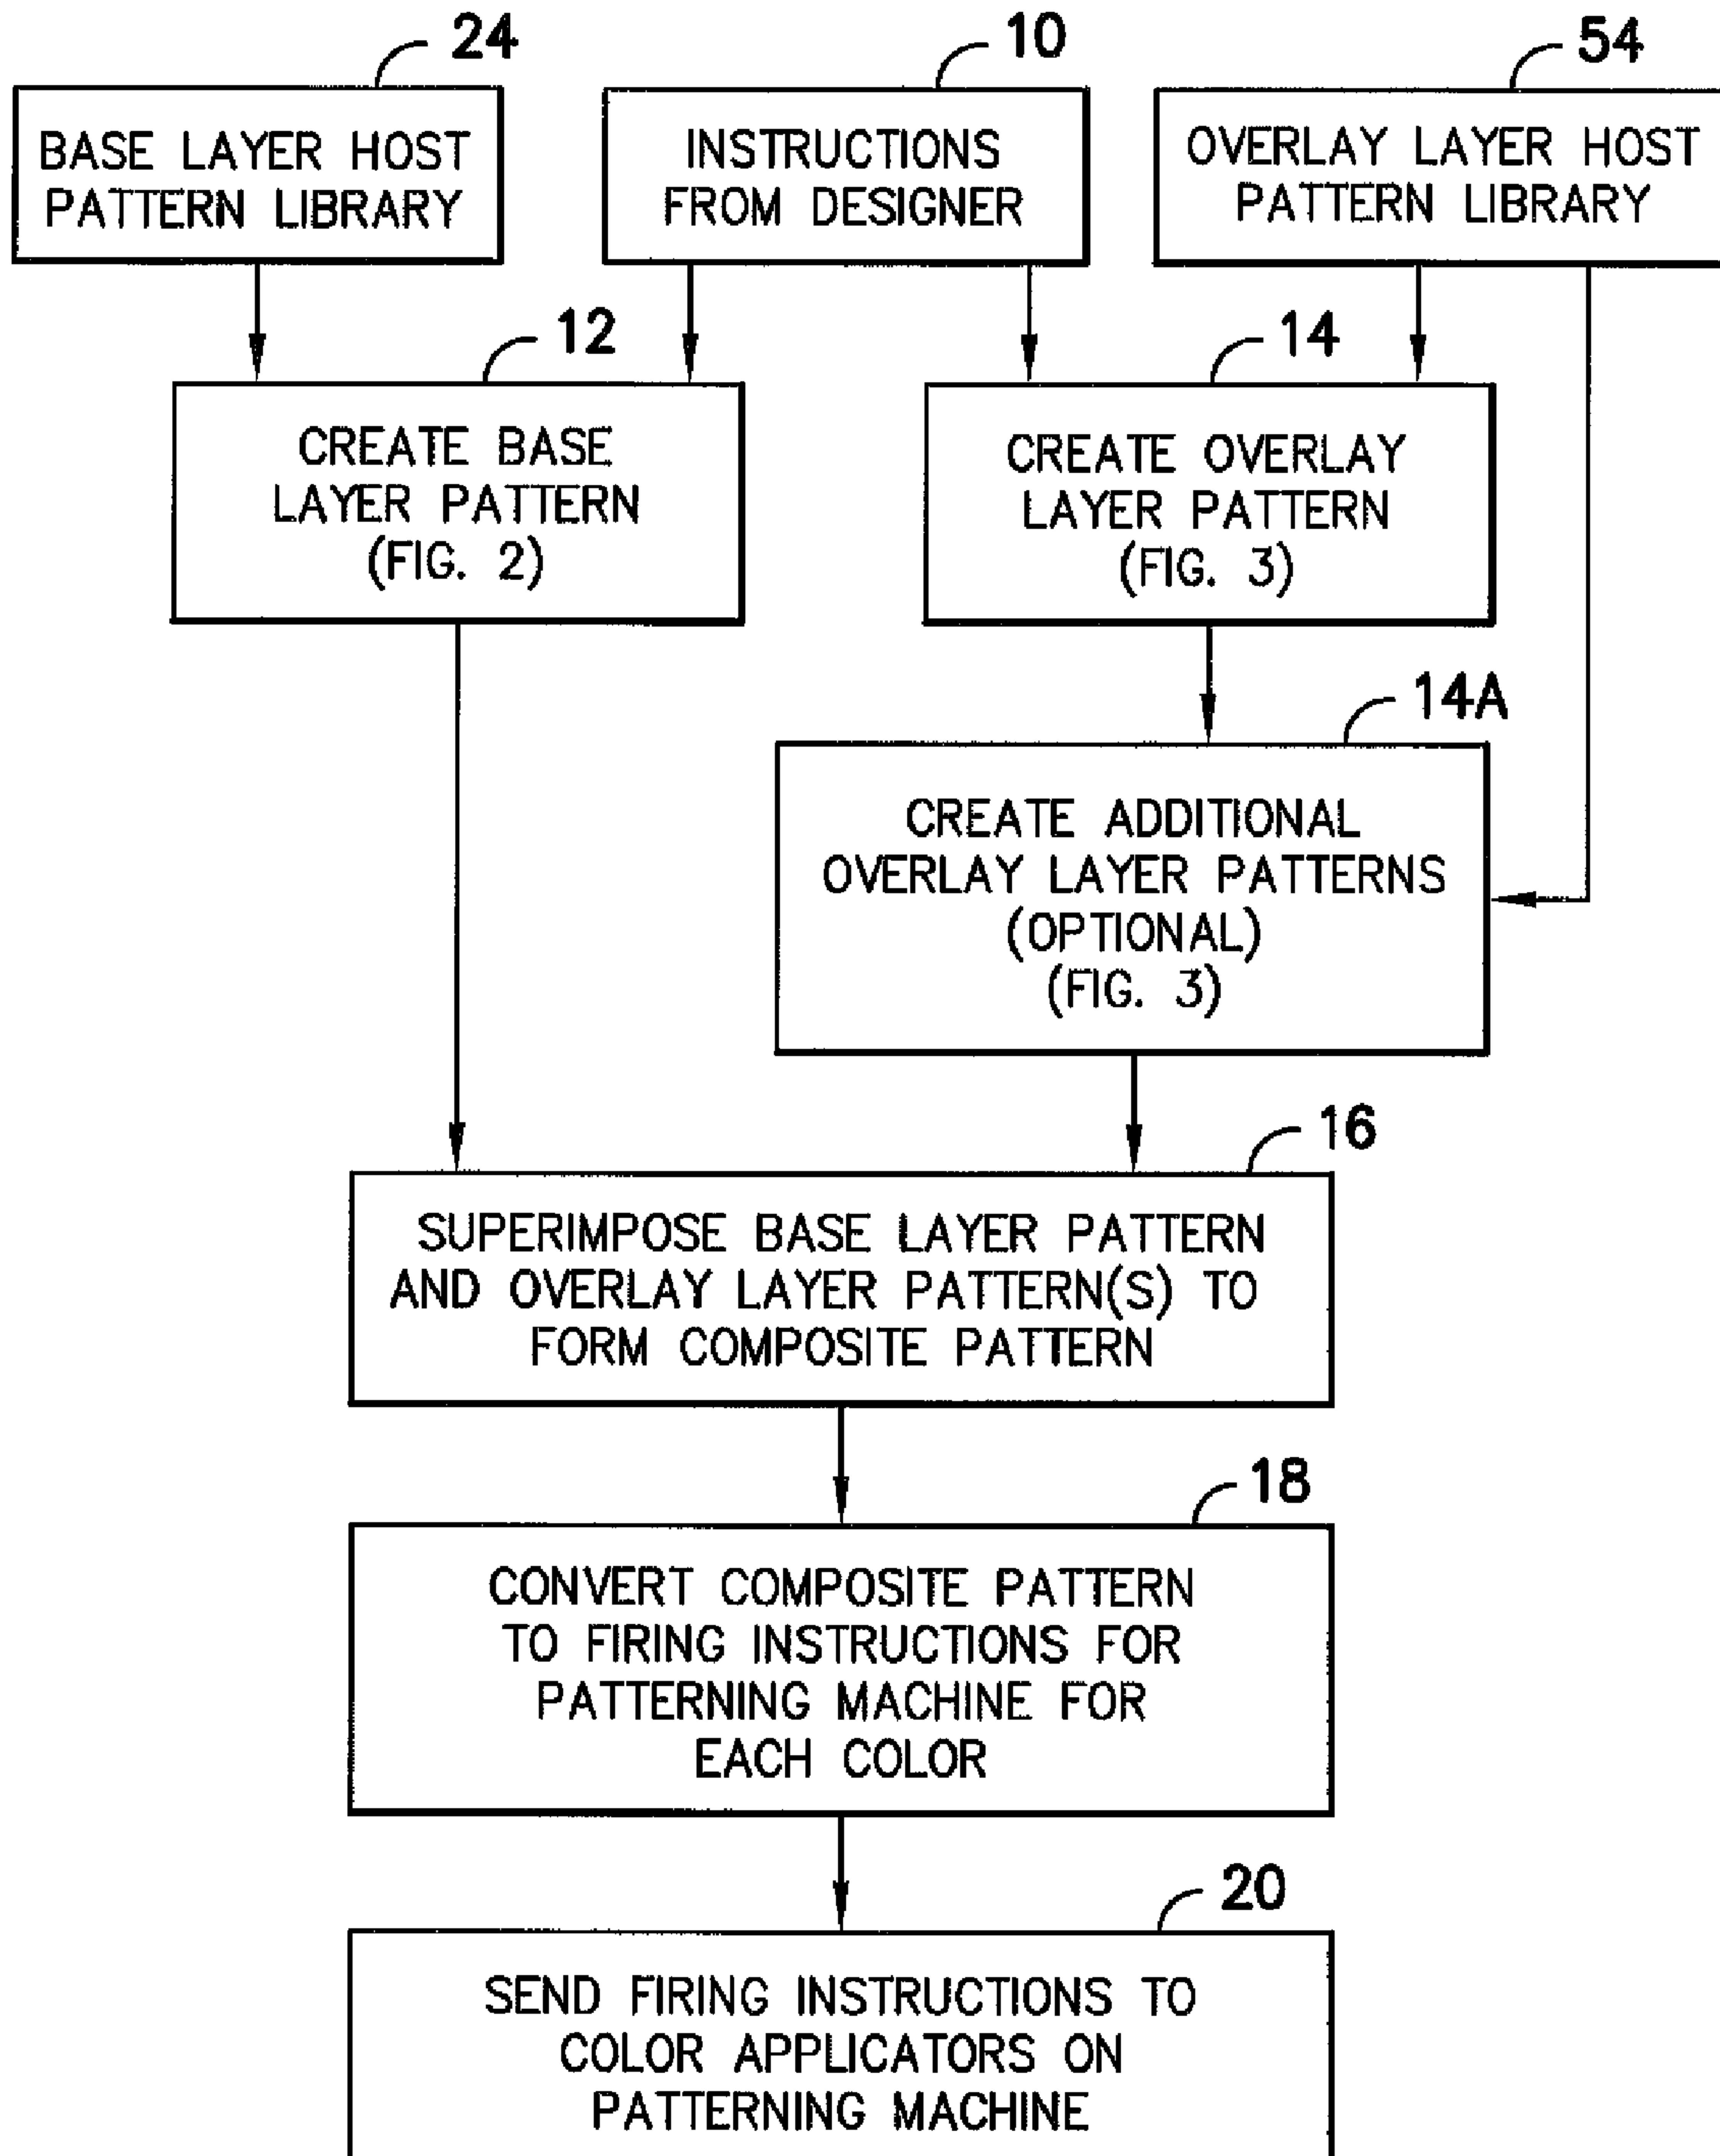 24
10
54
BASE LAYER HOST
PATTERN LIBRARY
INSTRUCTIONS
FROM DESIGNER
OVERLAY LAYER HOST
PATTERN LIBRARY
12
14
CREATE BASE
LAYER PATTERN
(FIG. 2)
CREATE OVERLAY
LAYER PATTERN
(FIG. 3)
14A
CREATE ADDITIONAL
OVERLAY LAYER PATTERNS
(OPTIONAL)
(FIG. 3)
16
SUPERIMPOSE BASE LAYER PATTERN
AND OVERLAY LAYER PATTERN(S) TO
FORM COMPOSITE PATTERN
18
CONVERT COMPOSITE PATTERN
TO FIRING INSTRUCTIONS FOR
PATTERNING MACHINE FOR
EACH COLOR
20
SEND FIRING INSTRUCTIONS TO
COLOR APPLICATORS ON
PATTERNING MACHINE